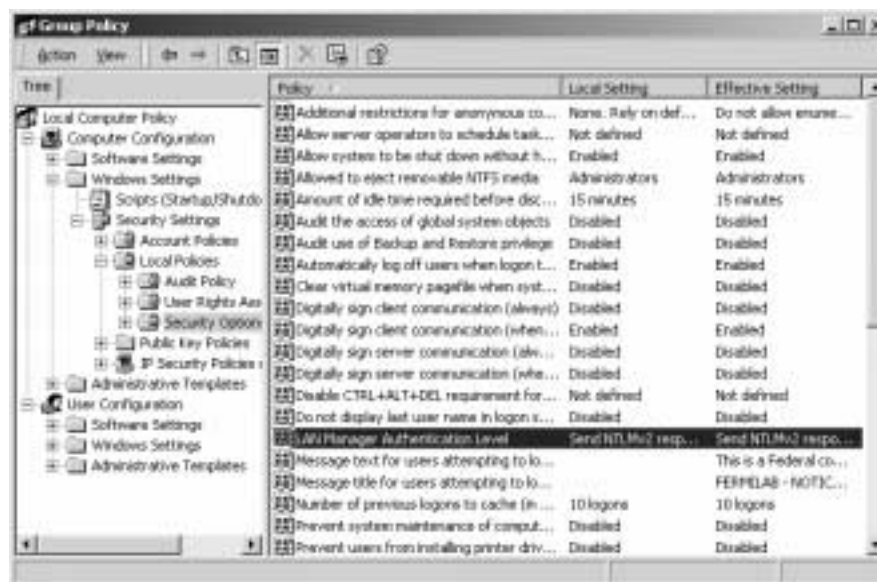 Group Policy
Action View
Tree
Local Computer Policy
Computer Configuration
Software Settings
Windows Settings
Scripts (Startup/Shutdo
Security Settings
Account Policies
Local Policies
Audit Policy
User Rights Ass
Security Option
Public Key Policies
IP Security Policies
Administrative Templates
User Configuration
Software Settings
Windows Settings
Administrative Templates
Policy Local Setting Effective Setting
Additional restrictions for anonymous co... None. Rely on def... Do not allow enume...
Allow server operators to schedule task... Not defined Not defined
Allow system to be shut down without h... Enabled Enabled
Allowed to eject removable NTFS media Administrators Administrators
Amount of idle time required before disc... 15 minutes 15 minutes
Audit the access of global system objects Disabled Disabled
Audit use of Backup and Restore privilege Disabled Disabled
Automatically log off users when logon t... Enabled Enabled
Clear virtual memory pagefile when syst... Disabled Disabled
Digitally sign client communication (always) Disabled Disabled
Digitally sign client communication (when... Enabled Enabled
Digitally sign server communication (alw... Disabled Disabled
Digitally sign server communication (whe... Disabled Disabled
Disable CTRL+ALT+DEL requirement for... Not defined Not defined
Do not display last user name in logon s... Disabled Disabled
LAN Manager Authentication Level Send NTLMv2 resp... Send NTLMv2 respo...
Message text for users attempting to lo... This is a Federal co...
Message title for users attempting to lo... FERMILAB - NOTIC...
Number of previous logons to cache (in ... 10 logons 10 logons
Prevent system maintenance of comput... Disabled Disabled
Prevent users from installing printer driv... Disabled Disabled